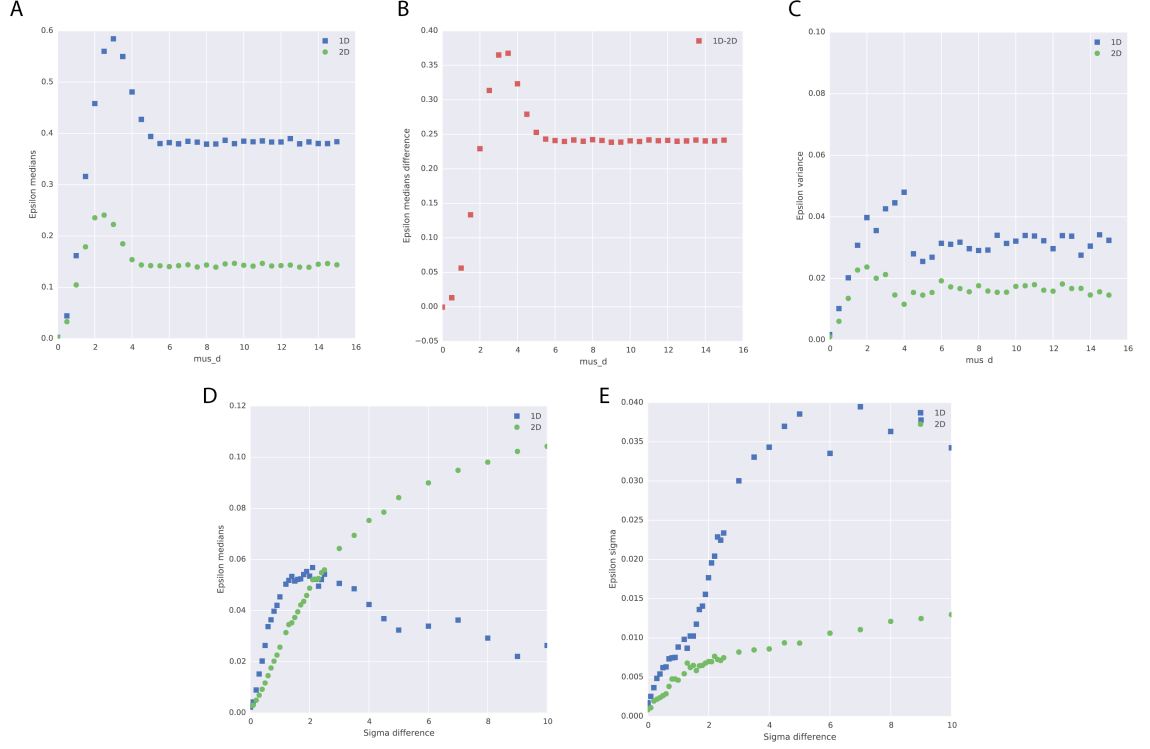 A
B
C
0.6
0.5
0.4
0.3
0.2
0.1
0.0
Epsilon medians
0 2 4 6 8 10 12 14 16
mus_d
1D
2D
0.40
0.35
0.30
0.25
0.20
0.15
0.10
0.05
0.00
−0.05
Epsilon medians difference
0 2 4 6 8 10 12 14 16
mus_d
1D-2D
0.10
0.08
0.06
0.04
0.02
0.00
Epsilon variance
0 2 4 6 8 10 12 14 16
mus_d
1D
2D
D
E
0.12
0.10
0.08
0.06
0.04
0.02
0.00
Epsilon medians
0 2 4 6 8 10
Sigma difference
1D
2D
0.040
0.035
0.030
0.025
0.020
0.015
0.010
0.005
0.000
Epsilon sigma
0 2 4 6 8 10
Sigma difference
1D
2D